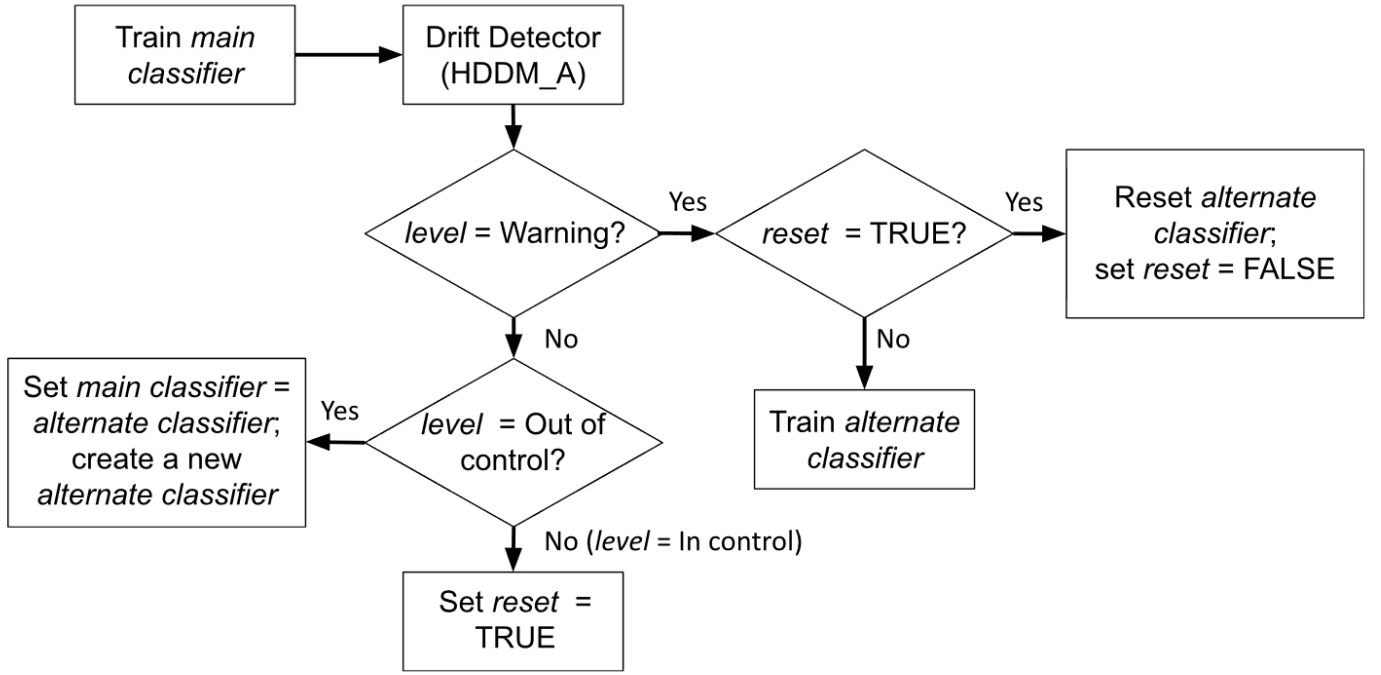 Train main
classifier
Drift Detector
(HDDM_A)
level = Warning?
Yes
reset = TRUE?
Yes
Reset alternate
classifier;
set reset = FALSE
No
No
Set main classifier =
alternate classifier;
create a new
alternate classifier
Yes
level = Out of
control?
Train alternate
classifier
No (level = In control)
Set reset =
TRUE